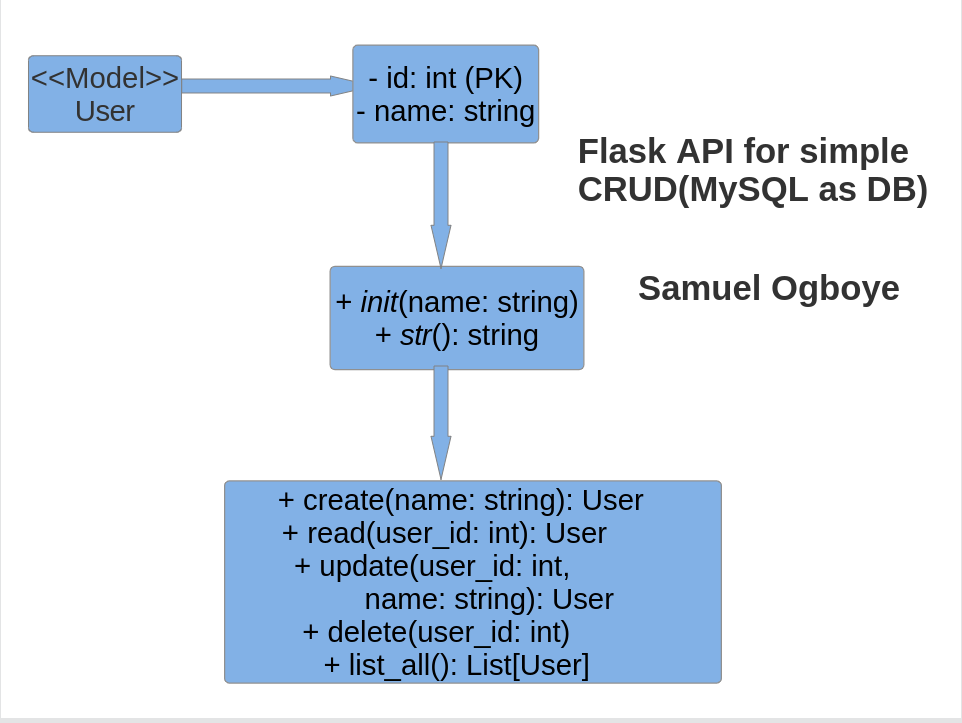 <<Model>>
User
- id: int (PK)
- name: string
Flask API for simple
CRUD(MySQL as DB)
Samuel Ogboye
+ init(name: string)
+ str(): string
+ create(name: string): User
+ read(user_id: int): User
+ update(user_id: int,
name: string): User
+ delete(user_id: int)
+ list_all(): List[User]